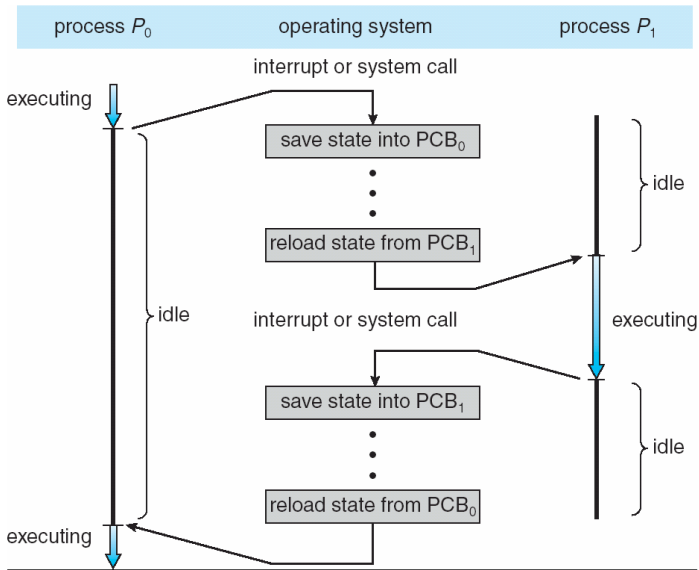 process P₀
operating system
process P₁
interrupt or system call
executing
save state into PCB₀
idle
reload state from PCB₁
idle
interrupt or system call
executing
save state into PCB₁
idle
reload state from PCB₀
executing